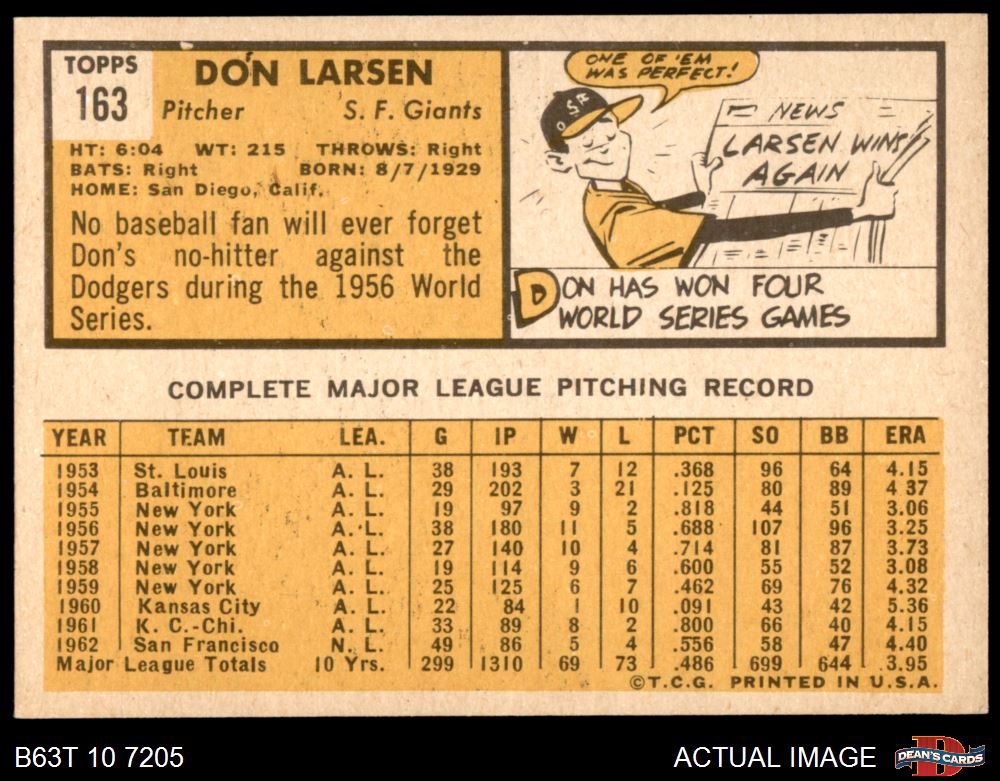 TOPPS
163
DON LARSEN
Pitcher S. F. Giants
HT: 6:04 WT: 215 THROWS: Right
BATS: Right BORN: 8/7/1929
HOME: San Diego, Calif.
No baseball fan will ever forget
Don's no-hitter against the
Dodgers during the 1956 World
Series.
ONE OF 'EM
WAS PERFECT!
OSR
NEWS
LARSEN WINS
AGAIN
DON HAS WON FOUR
WORLD SERIES GAMES
COMPLETE MAJOR LEAGUE PITCHING RECORD
YEAR TEAM LEA. G IP W L PCT SO BB ERA
1953 St. Louis A. L. 38 193 7 12 .368 96 64 4.15
1954 Baltimore A. L. 29 202 3 21 .125 80 89 4.37
1955 New York A. L. 19 97 9 2 .818 44 51 3.06
1956 New York A. L. 38 180 11 5 .688 107 96 3.25
1957 New York A. L. 27 140 10 4 .714 81 87 3.73
1958 New York A. L. 19 114 9 6 .600 55 52 3.08
1959 New York A. L. 25 125 6 7 .462 69 76 4.32
1960 Kansas City A. L. 22 84 1 10 .091 43 42 5.36
1961 K. C.-Chi. A. L. 33 89 8 2 .800 66 40 4.15
1962 San Francisco N. L. 49 86 5 4 .556 58 47 4.40
Major League Totals 10 Yrs. 299 1310 69 73 .486 699 644 3.95
©T.C.G. PRINTED IN U.S.A.
B63T 10 7205 ACTUAL IMAGE
D
DEAN'S CARDS